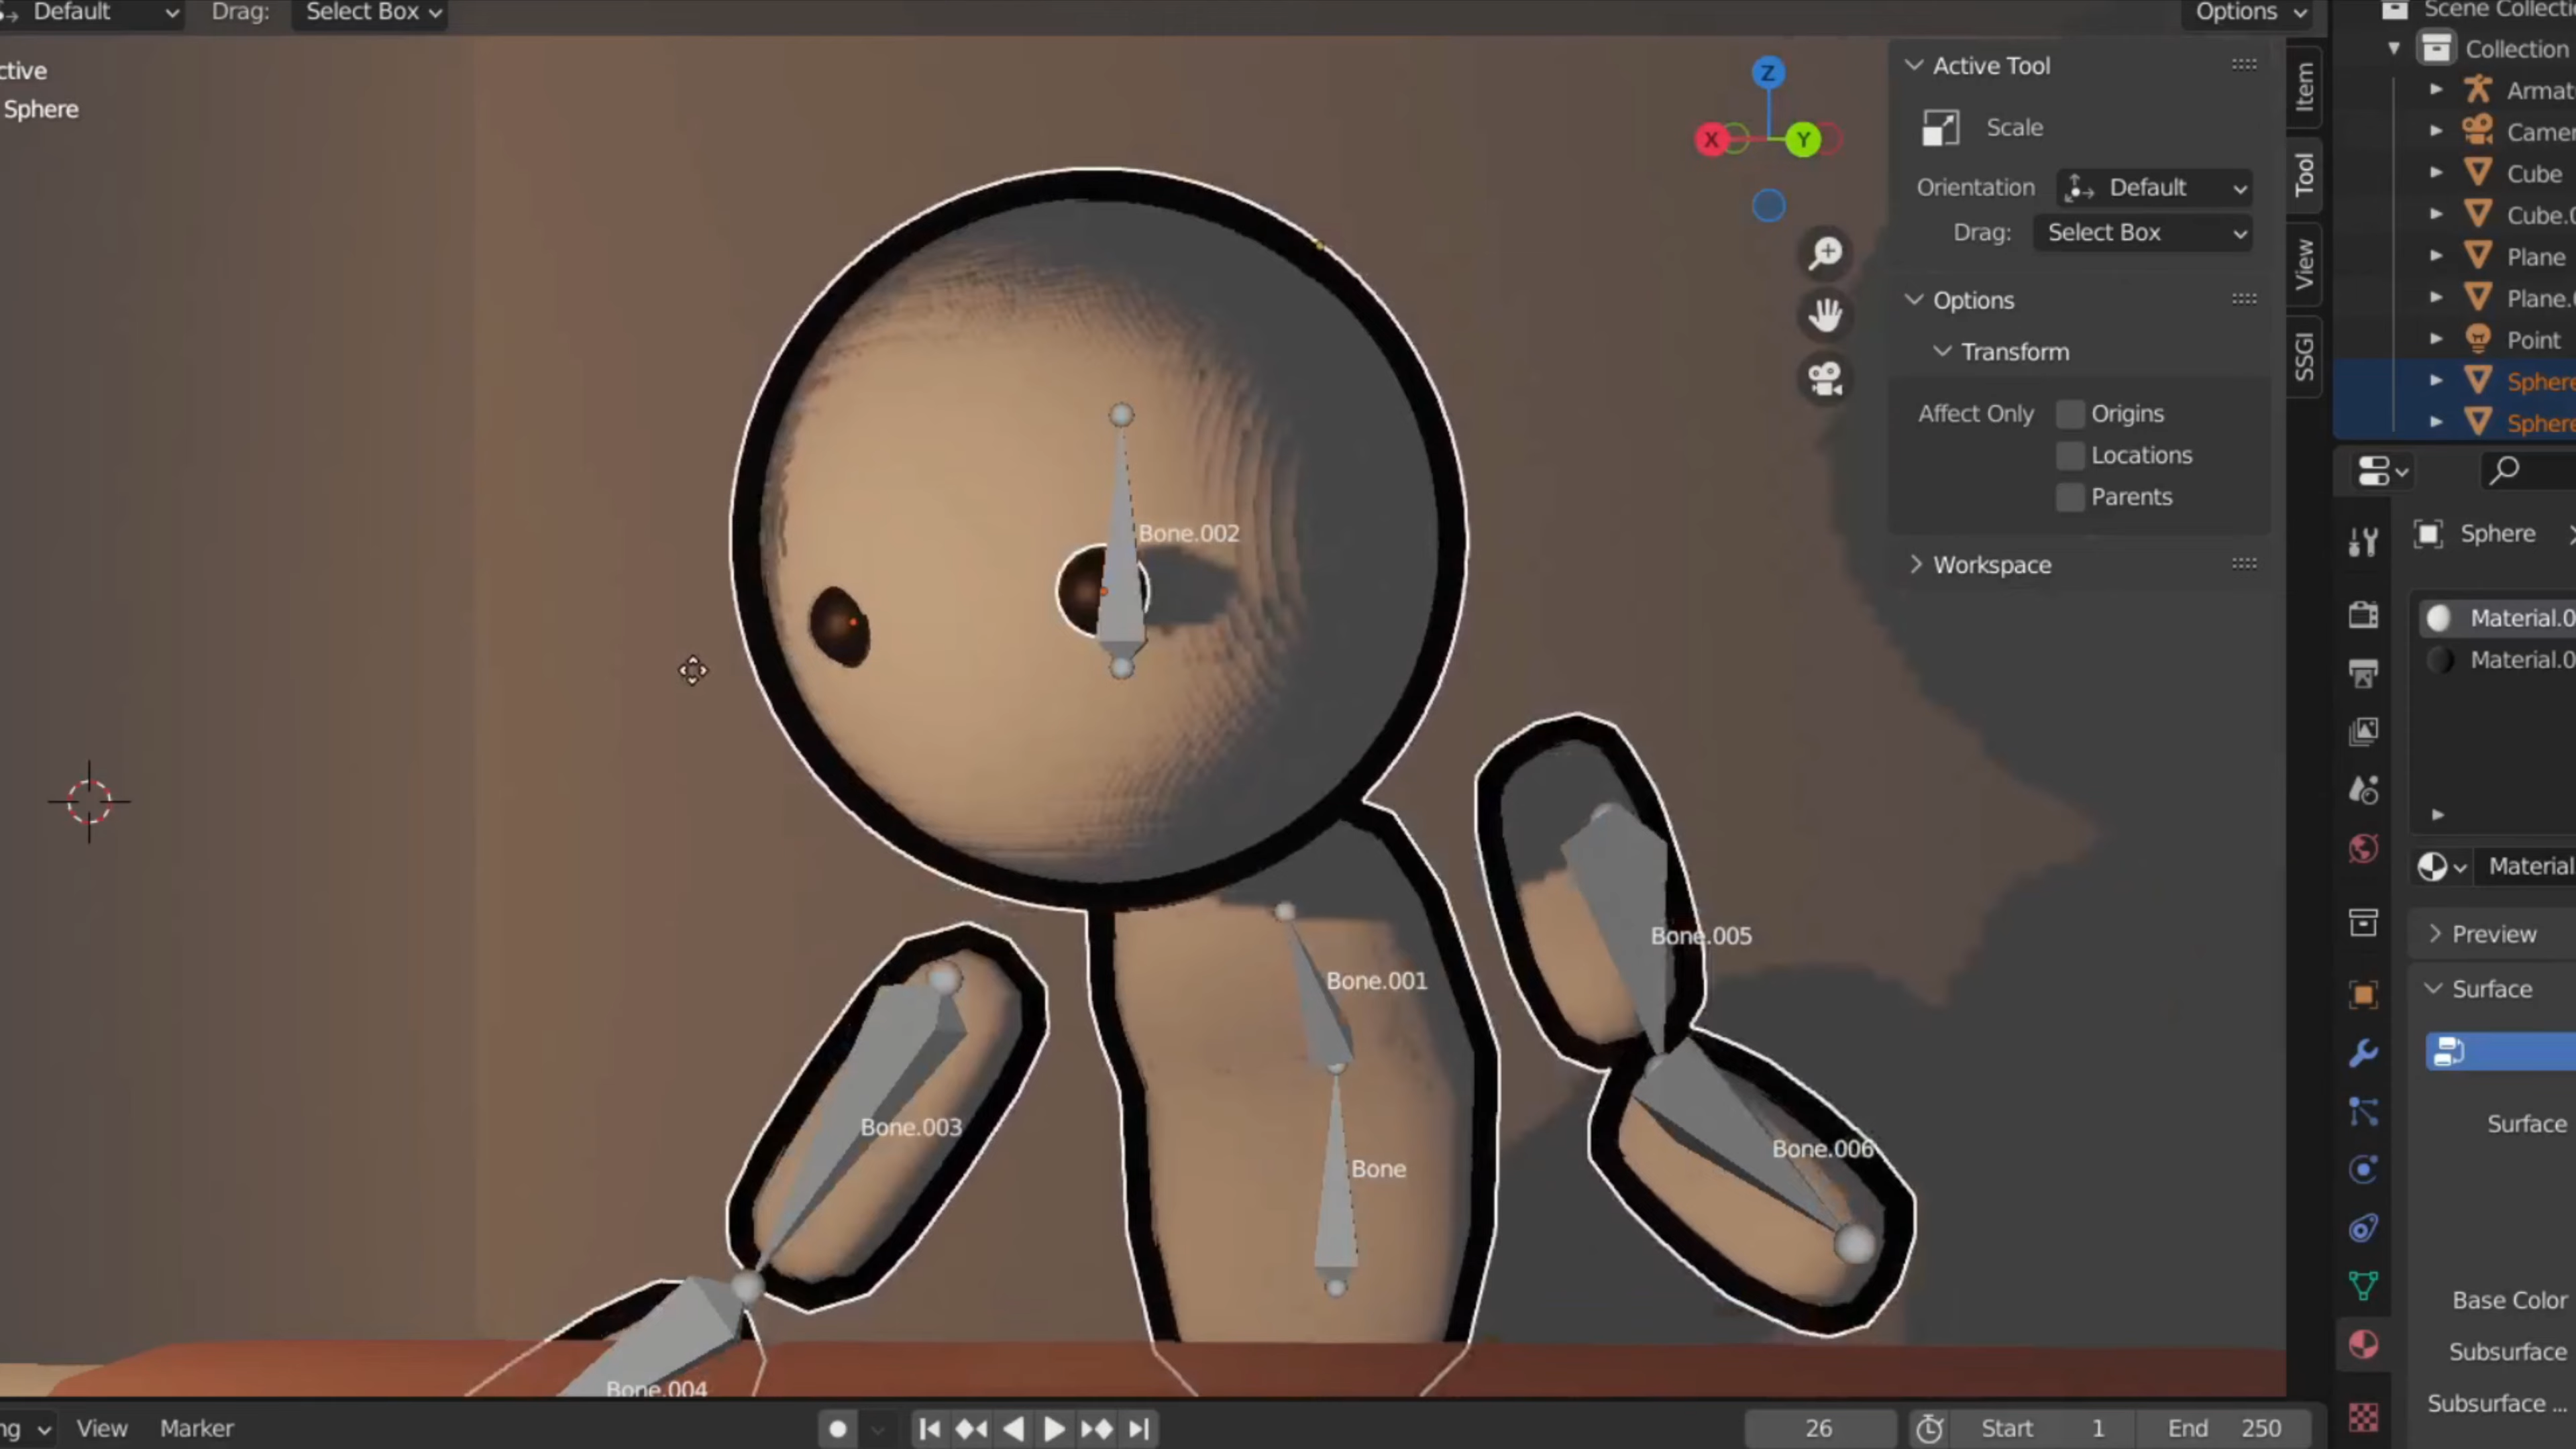 Default Drag: Select Box Options
ctive
Sphere
Z
X
Y
Bone.002
Bone.005
Bone.001
Bone.003
Bone
Bone.006
Bone.004
Active Tool
Scale
Orientation Default
Drag: Select Box
Options
Transform
Affect Only Origins
Locations
Parents
Workspace
Item
Tool
View
SSGI
Scene Collecti
Collection
Armat
Camer
Cube
Cube.0
Plane
Plane.
Point
Sphere
Sphere
Sphere
Material.0
Material.0
Material
Preview
Surface
Surface
Base Color
Subsurface
Subsurface ...
ng View Marker 26 Start 1 End 250